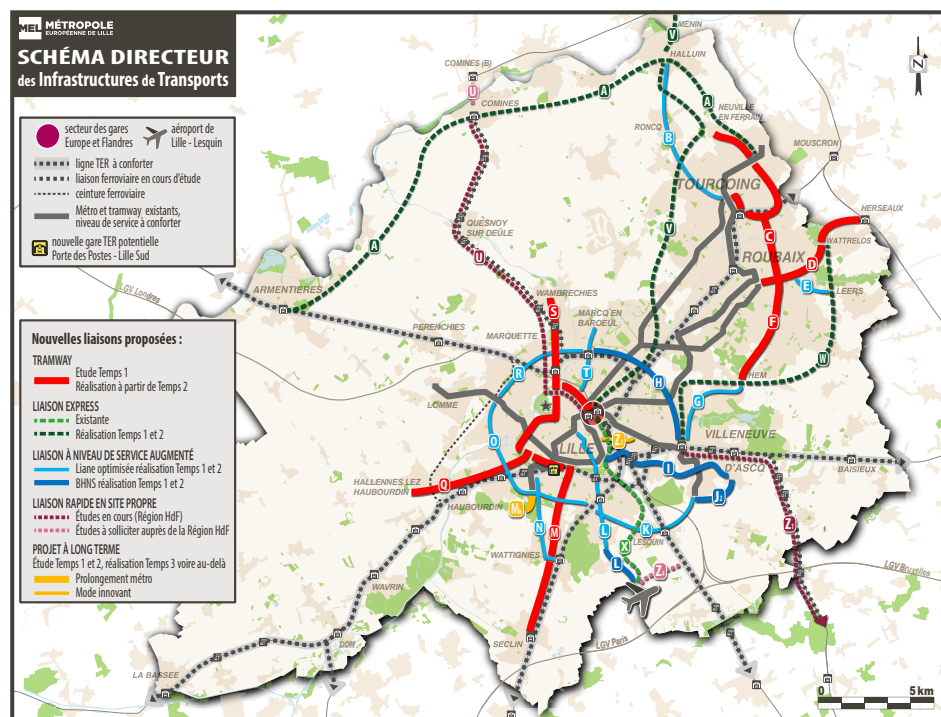 MEL MÉTROPOLE
EUROPÉENNE DE LILLE
SCHÉMA DIRECTEUR
des Infrastructures de Transports
secteur des gares
Europe et Flandres
aéroport de
Lille - Lesquin
ligne TER à conforter
liaison ferroviaire en cours d'étude
ceinture ferroviaire
Métro et tramway existants,
niveau de service à conforter
nouvelle gare TER potentielle
Porte des Postes - Lille Sud
Nouvelles liaisons proposées :
TRAMWAY
Etude Temps 1
Réalisation à partir de Temps 2
LIAISON EXPRESS
Existante
Réalisation Temps 1 et 2
LIAISON À NIVEAU DE SERVICE AUGMENTÉ
Liane optimisée réalisation Temps 1 et 2
BHNS réalisation Temps 1 et 2
LIAISON RAPIDE EN SITE PROPRE
Études en cours (Région HdF)
Études à solliciter auprès de la Région HdF
PROJET À LONG TERME
Étude Temps 1 et 2, réalisation Temps 3 voire au-delà
Prolongement métro
Mode innovant
MENIN
V
HALLUIN
COMINES (B)
U
COMINES
A
A
NEUVILLE
EN FERRAIN
RONCQ
B
MOUSCRON
N
TOURCOING
HERSEAUX
QUESNOY
SUR DEÛLE
A
V
C
WATTRELOS
U
ROUBAIX
D
E
LEERS
LGV Londres
ARMENTIÈRES
WAMBRECHIES
S
MARCQ EN
BAROEUL
F
PÉRENCHIES
MARQUETTE
W
R
T
H
HEM
LOMME
G
O
LILLE
Z
VILLENEUVE
D'ASCQ
BAISIEUX
I
HALLENNES LEZ
HAUBOURDIN
Q
J
HAUBOURDIN
M
N
M
L
K
Z
WATTIGNIES
X
LESQUIN
L
Z
WAVRIN
LGV Bruxelles
SECLIN
LGV Paris
DON
LA BASSEE
0 5 km